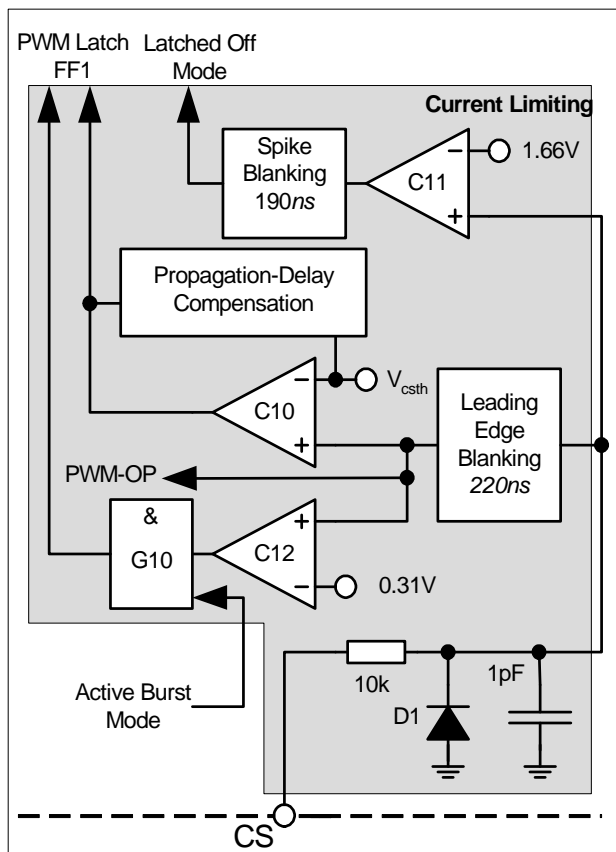 PWM Latch
FF1
Latched Off
Mode
Current Limiting
Spike
Blanking
190ns
C11
1.66V
−
+
Propagation-Delay
Compensation
−
+
C10
Vcsth
Leading
Edge
Blanking
220ns
PWM-OP
&
G10
+
−
C12
0.31V
Active Burst
Mode
10k
D1
1pF
CS